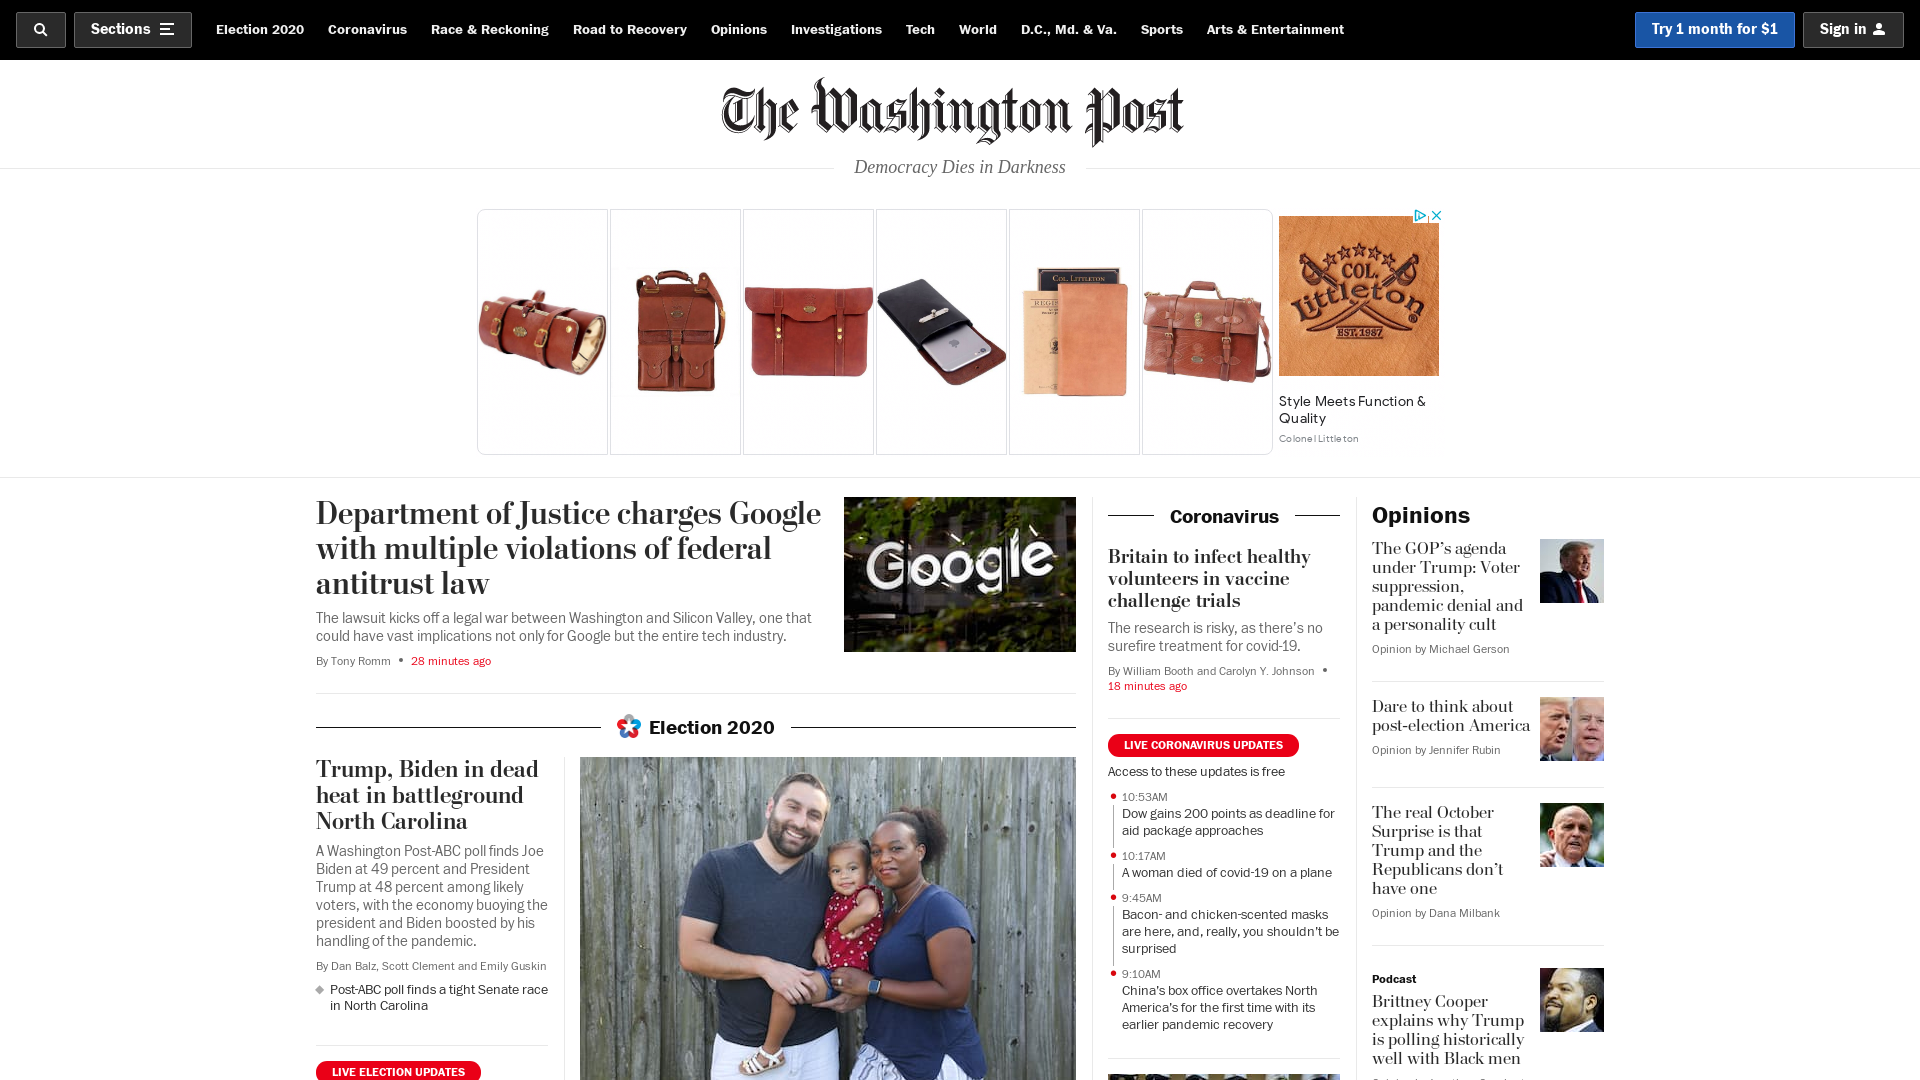 Sections
Election 2020
Coronavirus
Race & Reckoning
Road to Recovery
Opinions
Investigations
Tech
World
D.C., Md. & Va.
Sports
Arts & Entertainment
Try 1 month for $1
Sign in
The Washington Post
Democracy Dies in Darkness
COL.
Littleton
EST. 1987
Style Meets Function &
Quality
Colonel Littleton
Department of Justice charges Google
with multiple violations of federal
antitrust law
The lawsuit kicks off a legal war between Washington and Silicon Valley, one that
could have vast implications not only for Google but the entire tech industry.
By Tony Romm • 28 minutes ago
Google
Election 2020
Trump, Biden in dead
heat in battleground
North Carolina
A Washington Post-ABC poll finds Joe
Biden at 49 percent and President
Trump at 48 percent among likely
voters, with the economy buoying the
president and Biden boosted by his
handling of the pandemic.
By Dan Balz, Scott Clement and Emily Guskin
Post-ABC poll finds a tight Senate race
in North Carolina
LIVE ELECTION UPDATES
Coronavirus
Britain to infect healthy
volunteers in vaccine
challenge trials
The research is risky, as there’s no
surefire treatment for covid-19.
By William Booth and Carolyn Y. Johnson •
18 minutes ago
LIVE CORONAVIRUS UPDATES
Access to these updates is free
10:53AM
Dow gains 200 points as deadline for
aid package approaches
10:17AM
A woman died of covid-19 on a plane
9:45AM
Bacon- and chicken-scented masks
are here, and, really, you shouldn’t be
surprised
9:10AM
China’s box office overtakes North
America’s for the first time with its
earlier pandemic recovery
Opinions
The GOP’s agenda
under Trump: Voter
suppression,
pandemic denial and
a personality cult
Opinion by Michael Gerson
Dare to think about
post-election America
Opinion by Jennifer Rubin
The real October
Surprise is that
Trump and the
Republicans don’t
have one
Opinion by Dana Milbank
Podcast
Brittney Cooper
explains why Trump
is polling historically
well with Black men